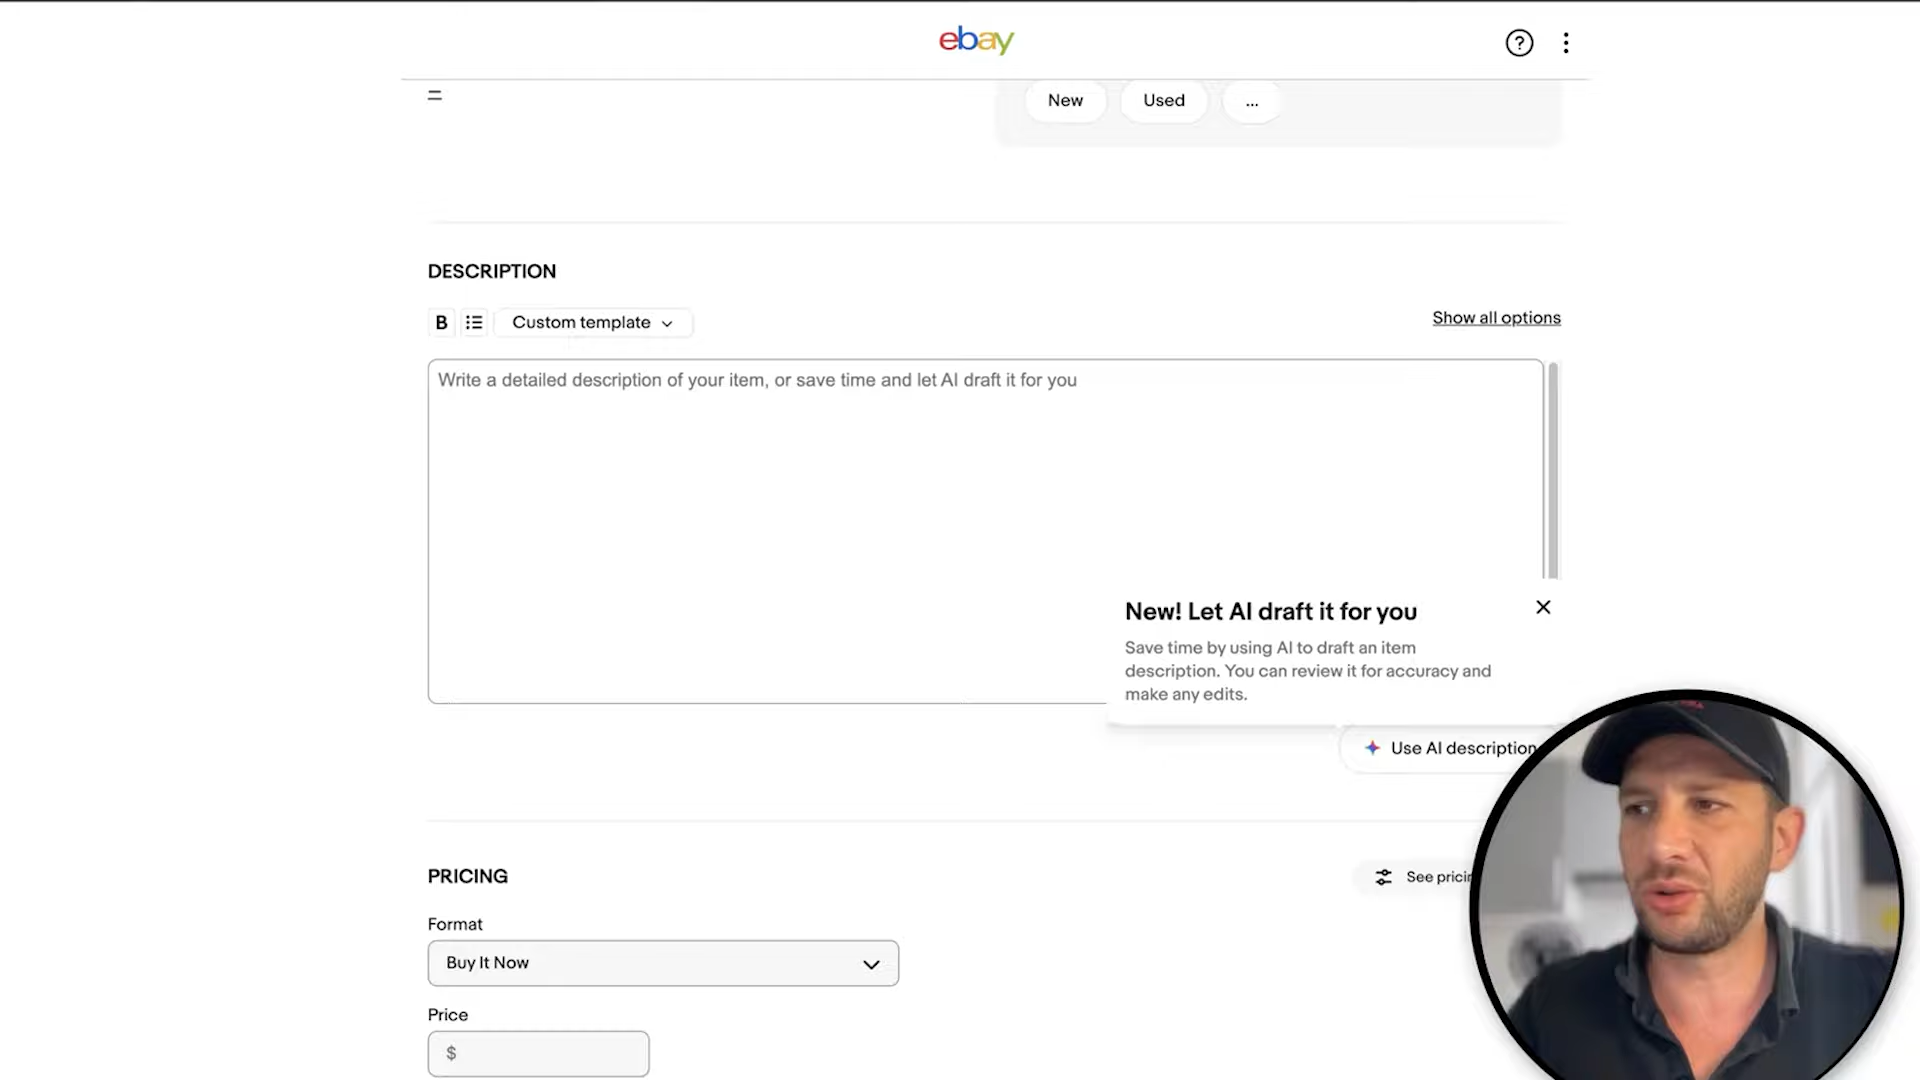 ebay
New
Used
...
DESCRIPTION
B
Custom template
Show all options
Write a detailed description of your item, or save time and let AI draft it for you
New! Let AI draft it for you
Save time by using AI to draft an item
description. You can review it for accuracy and
make any edits.
Use AI description
PRICING
See
Format
Buy It Now
Price
$